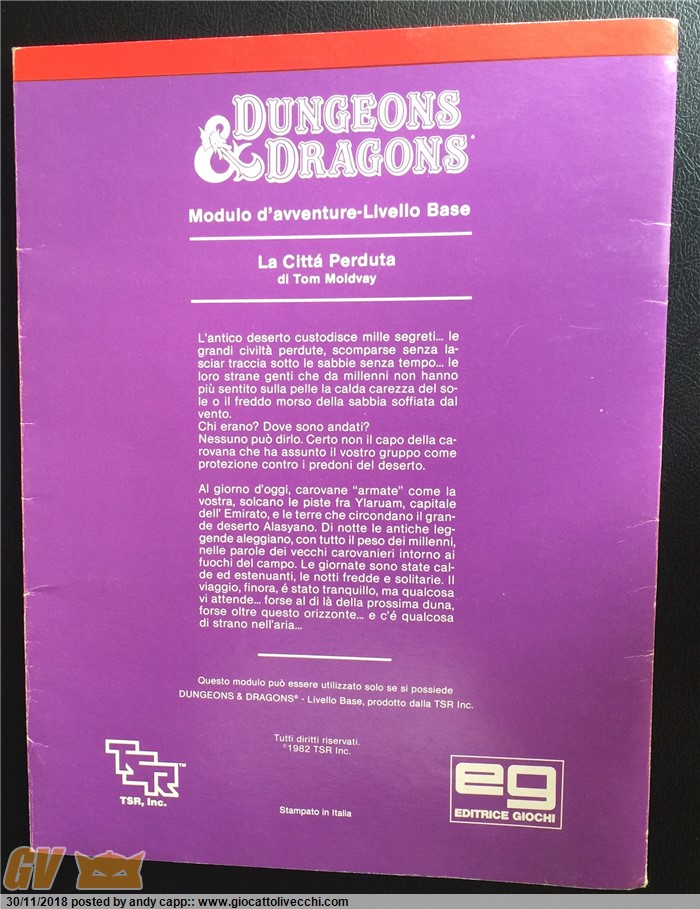 DUNGEONS
& DRAGONS®
Modulo d'avventure-Livello Base
La Cittá Perduta
di Tom Moldvay
L'antico deserto custodisce mille segreti... le
grandi civiltà perdute, scomparse senza la-
sciar traccia sotto le sabbie senza tempo... le
loro strane genti che da millenni non hanno
più sentito sulla pelle la calda carezza del so-
le o il freddo morso della sabbia soffiata dal
vento.
Chi erano? Dove sono andati?
Nessuno può dirlo. Certo non il capo della ca-
rovana che ha assunto il vostro gruppo come
protezione contro i predoni del deserto.
Al giorno d'oggi, carovane “armate” come la
vostra, solcano le piste fra Ylaruam, capitale
dell' Emirato, e le terre che circondano il gran-
de deserto Alasyano. Di notte le antiche leg-
gende aleggiano, con tutto il peso dei millenni,
nelle parole dei vecchi carovanieri intorno ai
fuochi del campo. Le giornate sono state cal-
de ed estenuanti, le notti fredde e solitarie. Il
viaggio, finora, é stato tranquillo, ma qualcosa
vi attende... forse al di là della prossima duna,
forse oltre questo orizzonte... e c'é qualcosa
di strano nell'aria...
Questo modulo può essere utilizzato solo se si possiede
DUNGEONS & DRAGONS® - Livello Base, prodotto dalla TSR Inc.
Tutti diritti riservati.
©1982 TSR Inc.
TSR™
TSR, Inc.
Stampato in Italia
eg
EDITRICE GIOCHI
GV
30/11/2018 posted by andy capp:: www.giocattolivecchi.com